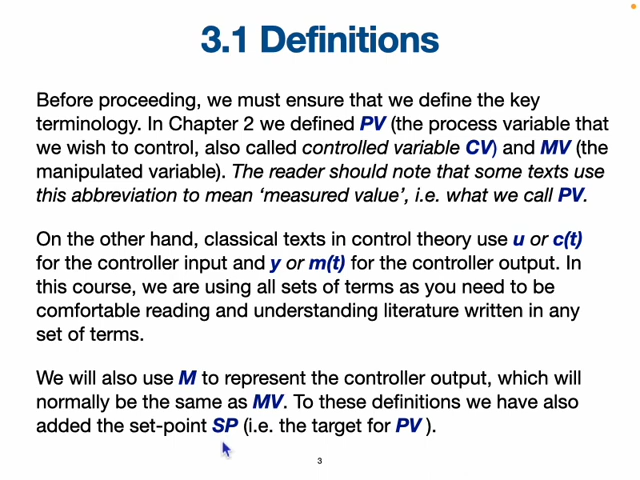 3.1 Definitions
Before proceeding, we must ensure that we define the key
terminology. In Chapter 2 we defined PV (the process variable that
we wish to control, also called controlled variable CV) and MV (the
manipulated variable). The reader should note that some texts use
this abbreviation to mean ‘measured value’, i.e. what we call PV.
On the other hand, classical texts in control theory use u or c(t)
for the controller input and y or m(t) for the controller output. In
this course, we are using all sets of terms as you need to be
comfortable reading and understanding literature written in any
set of terms.
We will also use M to represent the controller output, which will
normally be the same as MV. To these definitions we have also
added the set-point SP (i.e. the target for PV ).
3